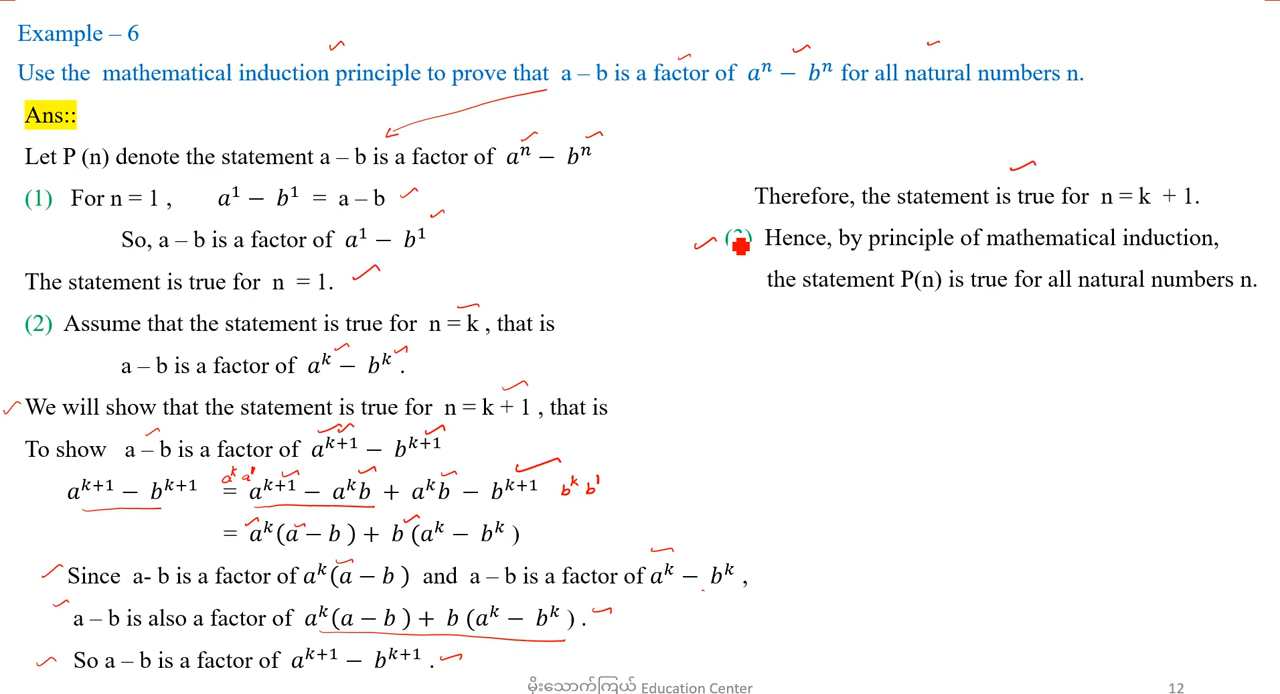 Example – 6
Use the mathematical induction principle to prove that a – b is a factor of aⁿ − bⁿ for all natural numbers n.
Ans::
Let P (n) denote the statement a – b is a factor of aⁿ − bⁿ
(1) For n = 1 , a¹ − b¹ = a – b
So, a – b is a factor of a¹ − b¹
The statement is true for n = 1.
(2) Assume that the statement is true for n = k , that is
a – b is a factor of aᵏ − bᵏ .
We will show that the statement is true for n = k + 1 , that is
To show a – b is a factor of aᵏ⁺¹ − bᵏ⁺¹
aᵏ a¹
aᵏ⁺¹ − bᵏ⁺¹ = aᵏ⁺¹ − aᵏb + aᵏb − bᵏ⁺¹ bᵏ b¹
= aᵏ(a − b ) + b (aᵏ − bᵏ )
Since a- b is a factor of aᵏ(a − b ) and a – b is a factor of aᵏ − bᵏ ,
a – b is also a factor of aᵏ(a − b ) + b (aᵏ − bᵏ ) .
So a – b is a factor of aᵏ⁺¹ − bᵏ⁺¹ .
Therefore, the statement is true for n = k + 1.
Hence, by principle of mathematical induction,
the statement P(n) is true for all natural numbers n.
မိုးသောက်ကြယ် Education Center
12